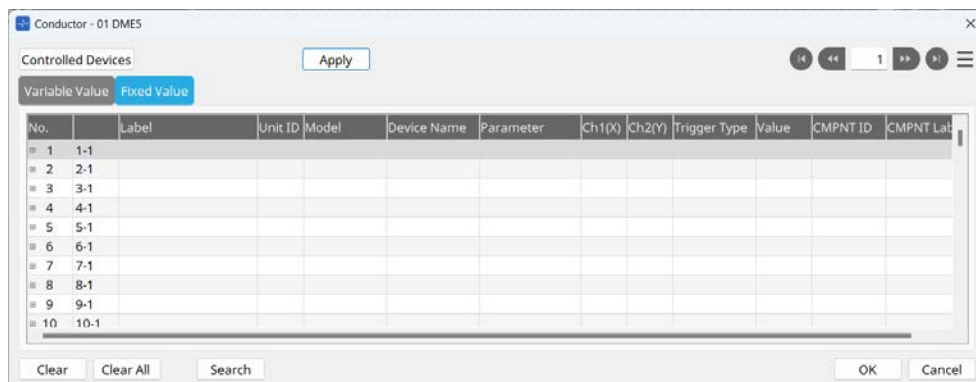 Conductor - 01 DME5
Controlled Devices Apply 1
Variable Value Fixed Value
No. Label Unit ID Model Device Name Parameter Ch1(X) Ch2(Y) Trigger Type Value CMPNT ID CMPNT Lab
1 1-1
2 2-1
3 3-1
4 4-1
5 5-1
6 6-1
7 7-1
8 8-1
9 9-1
10 10-1
Clear Clear All Search OK Cancel